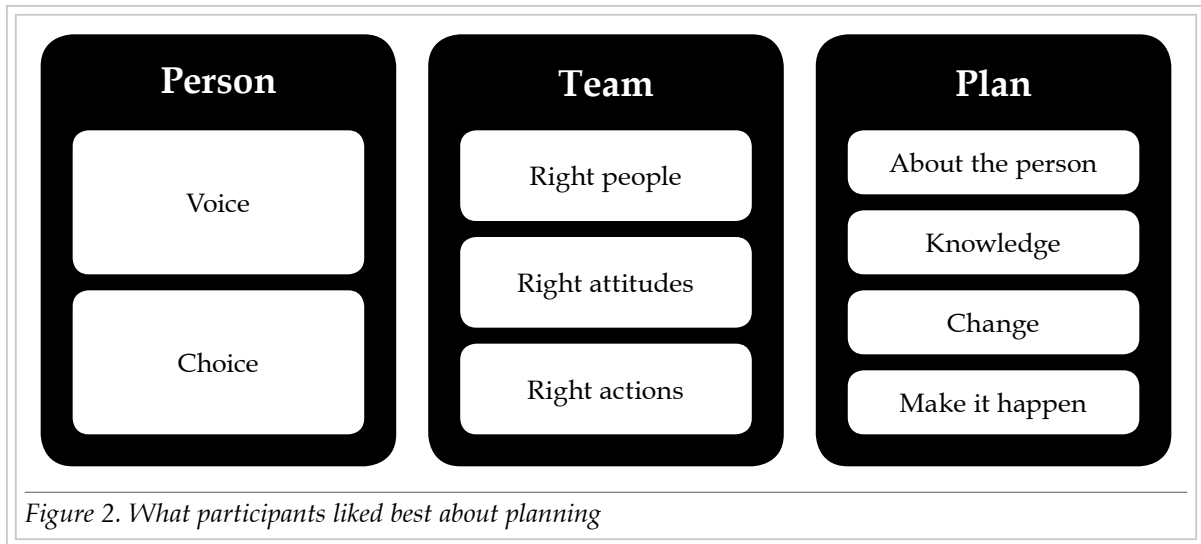 Person
Voice
Choice
Team
Right people
Right attitudes
Right actions
Plan
About the person
Knowledge
Change
Make it happen
Figure 2. What participants liked best about planning